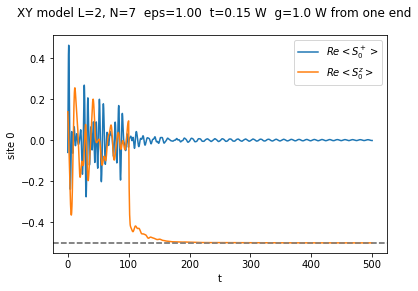 XY model L=2, N=7  eps=1.00  t=0.15 W  g=1.0 W from one end
Re<S_0^+>
Re<S_0^z>
0.4
0.2
0.0
−0.2
−0.4
site 0
0 100 200 300 400 500
t